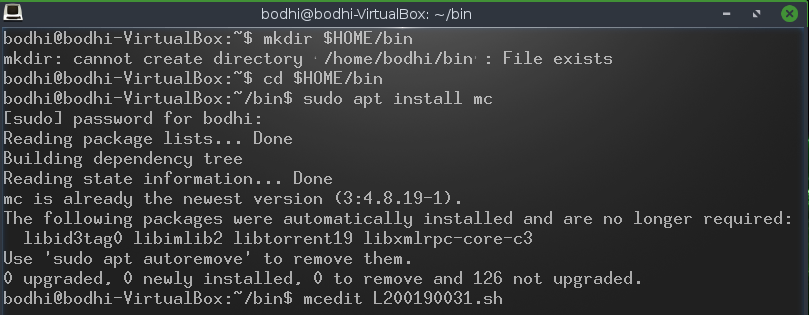 bodhi@bodhi-VirtualBox: ~/bin
bodhi@bodhi-VirtualBox:~$ mkdir $HOME/bin
mkdir: cannot create directory ‘/home/bodhi/bin’: File exists
bodhi@bodhi-VirtualBox:~$ cd $HOME/bin
bodhi@bodhi-VirtualBox:~/bin$ sudo apt install mc
[sudo] password for bodhi:
Reading package lists... Done
Building dependency tree
Reading state information... Done
mc is already the newest version (3:4.8.19-1).
The following packages were automatically installed and are no longer required:
  libid3tag0 libimlib2 libtorrent19 libxmlrpc-core-c3
Use 'sudo apt autoremove' to remove them.
0 upgraded, 0 newly installed, 0 to remove and 126 not upgraded.
bodhi@bodhi-VirtualBox:~/bin$ mcedit L200190031.sh